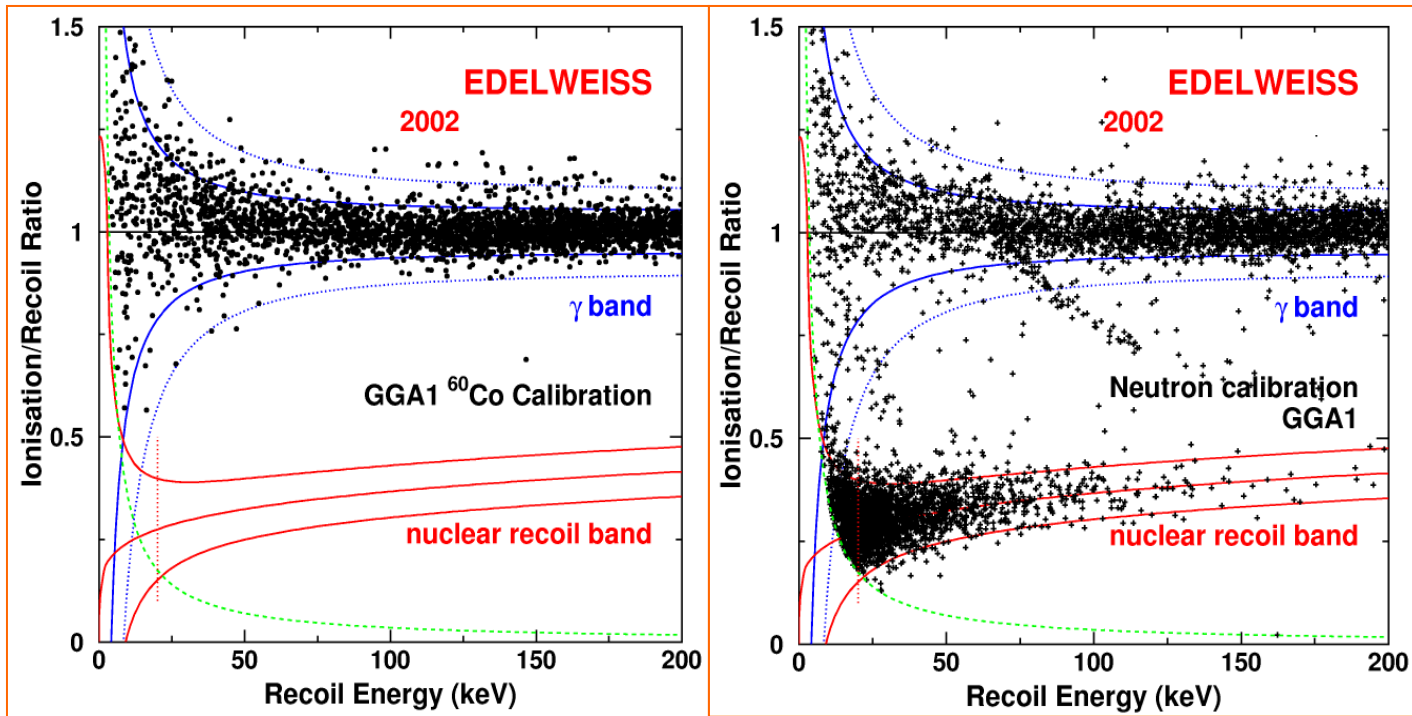 EDELWEISS
2002
γ band
GGA1 ⁶⁰Co Calibration
nuclear recoil band
Ionisation/Recoil Ratio
1.5
1
0.5
0
0 50 100 150 200
Recoil Energy (keV)
EDELWEISS
2002
γ band
Neutron calibration
GGA1
nuclear recoil band
Ionisation/Recoil Ratio
1.5
1
0.5
0
0 50 100 150 200
Recoil Energy (keV)